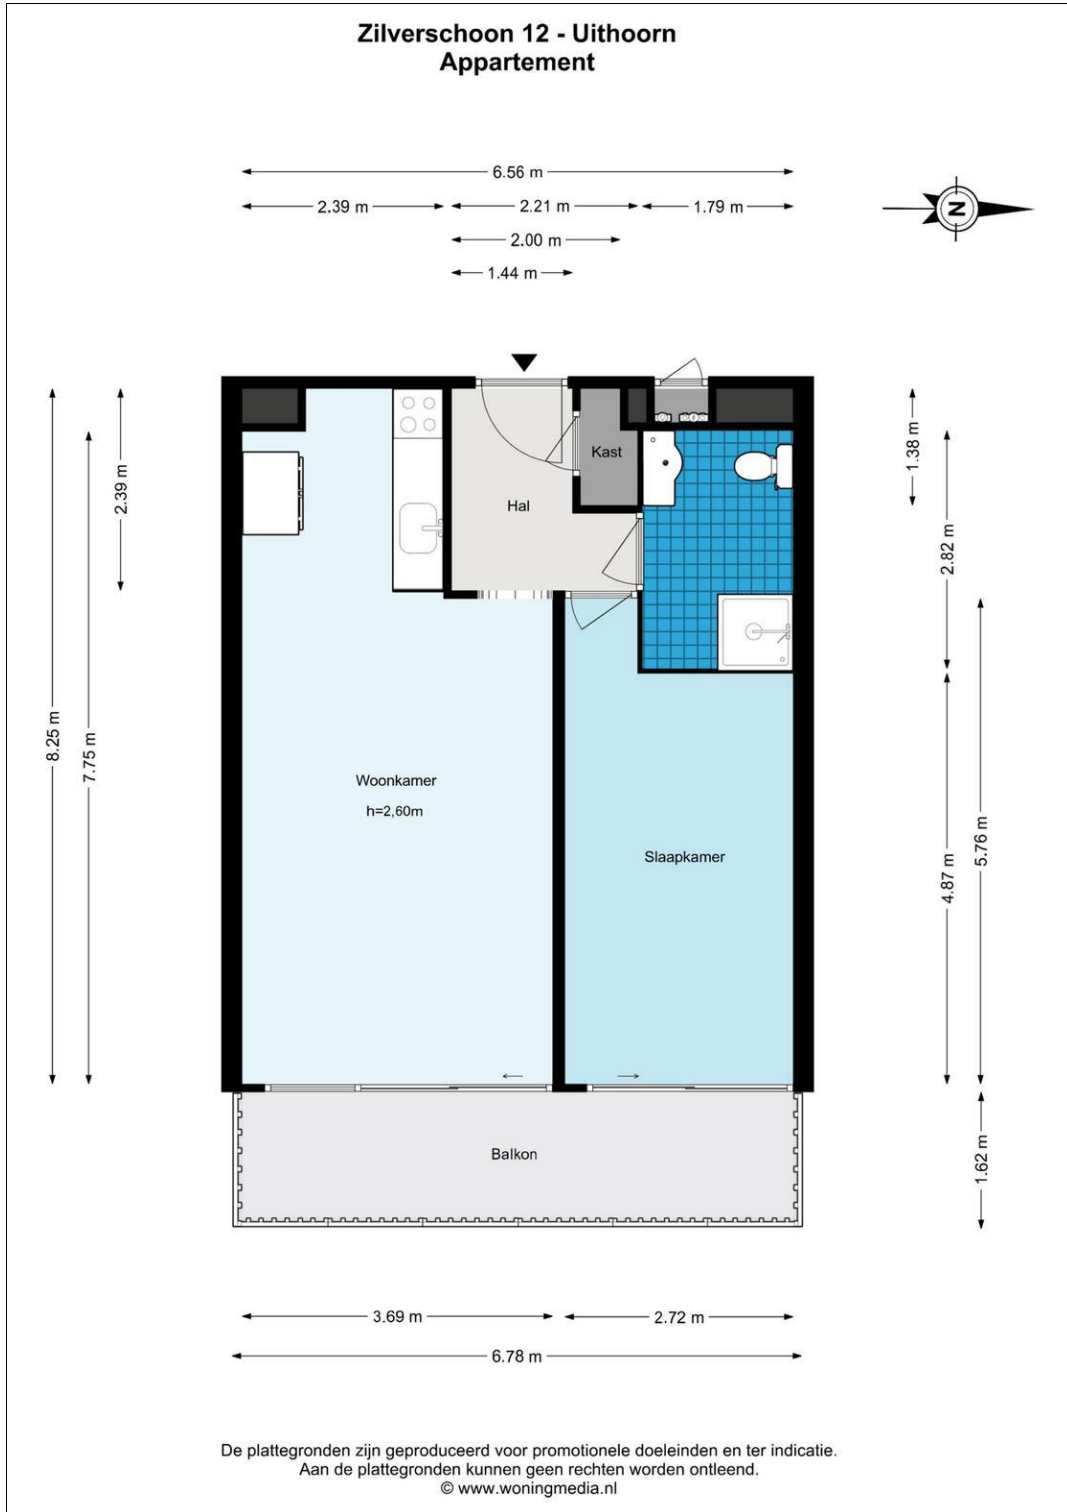 Zilverschoon 12 - Uithoorn
Appartement
6.56 m
2.39 m
2.21 m
1.79 m
2.00 m
1.44 m
N
8.25 m
7.75 m
2.39 m
1.38 m
2.82 m
4.87 m
5.76 m
1.62 m
Kast
Hal
Woonkamer
h=2,60m
Slaapkamer
Balkon
3.69 m
2.72 m
6.78 m
De plattegronden zijn geproduceerd voor promotionele doeleinden en ter indicatie.
Aan de plattegronden kunnen geen rechten worden ontleend.
© www.woningmedia.nl